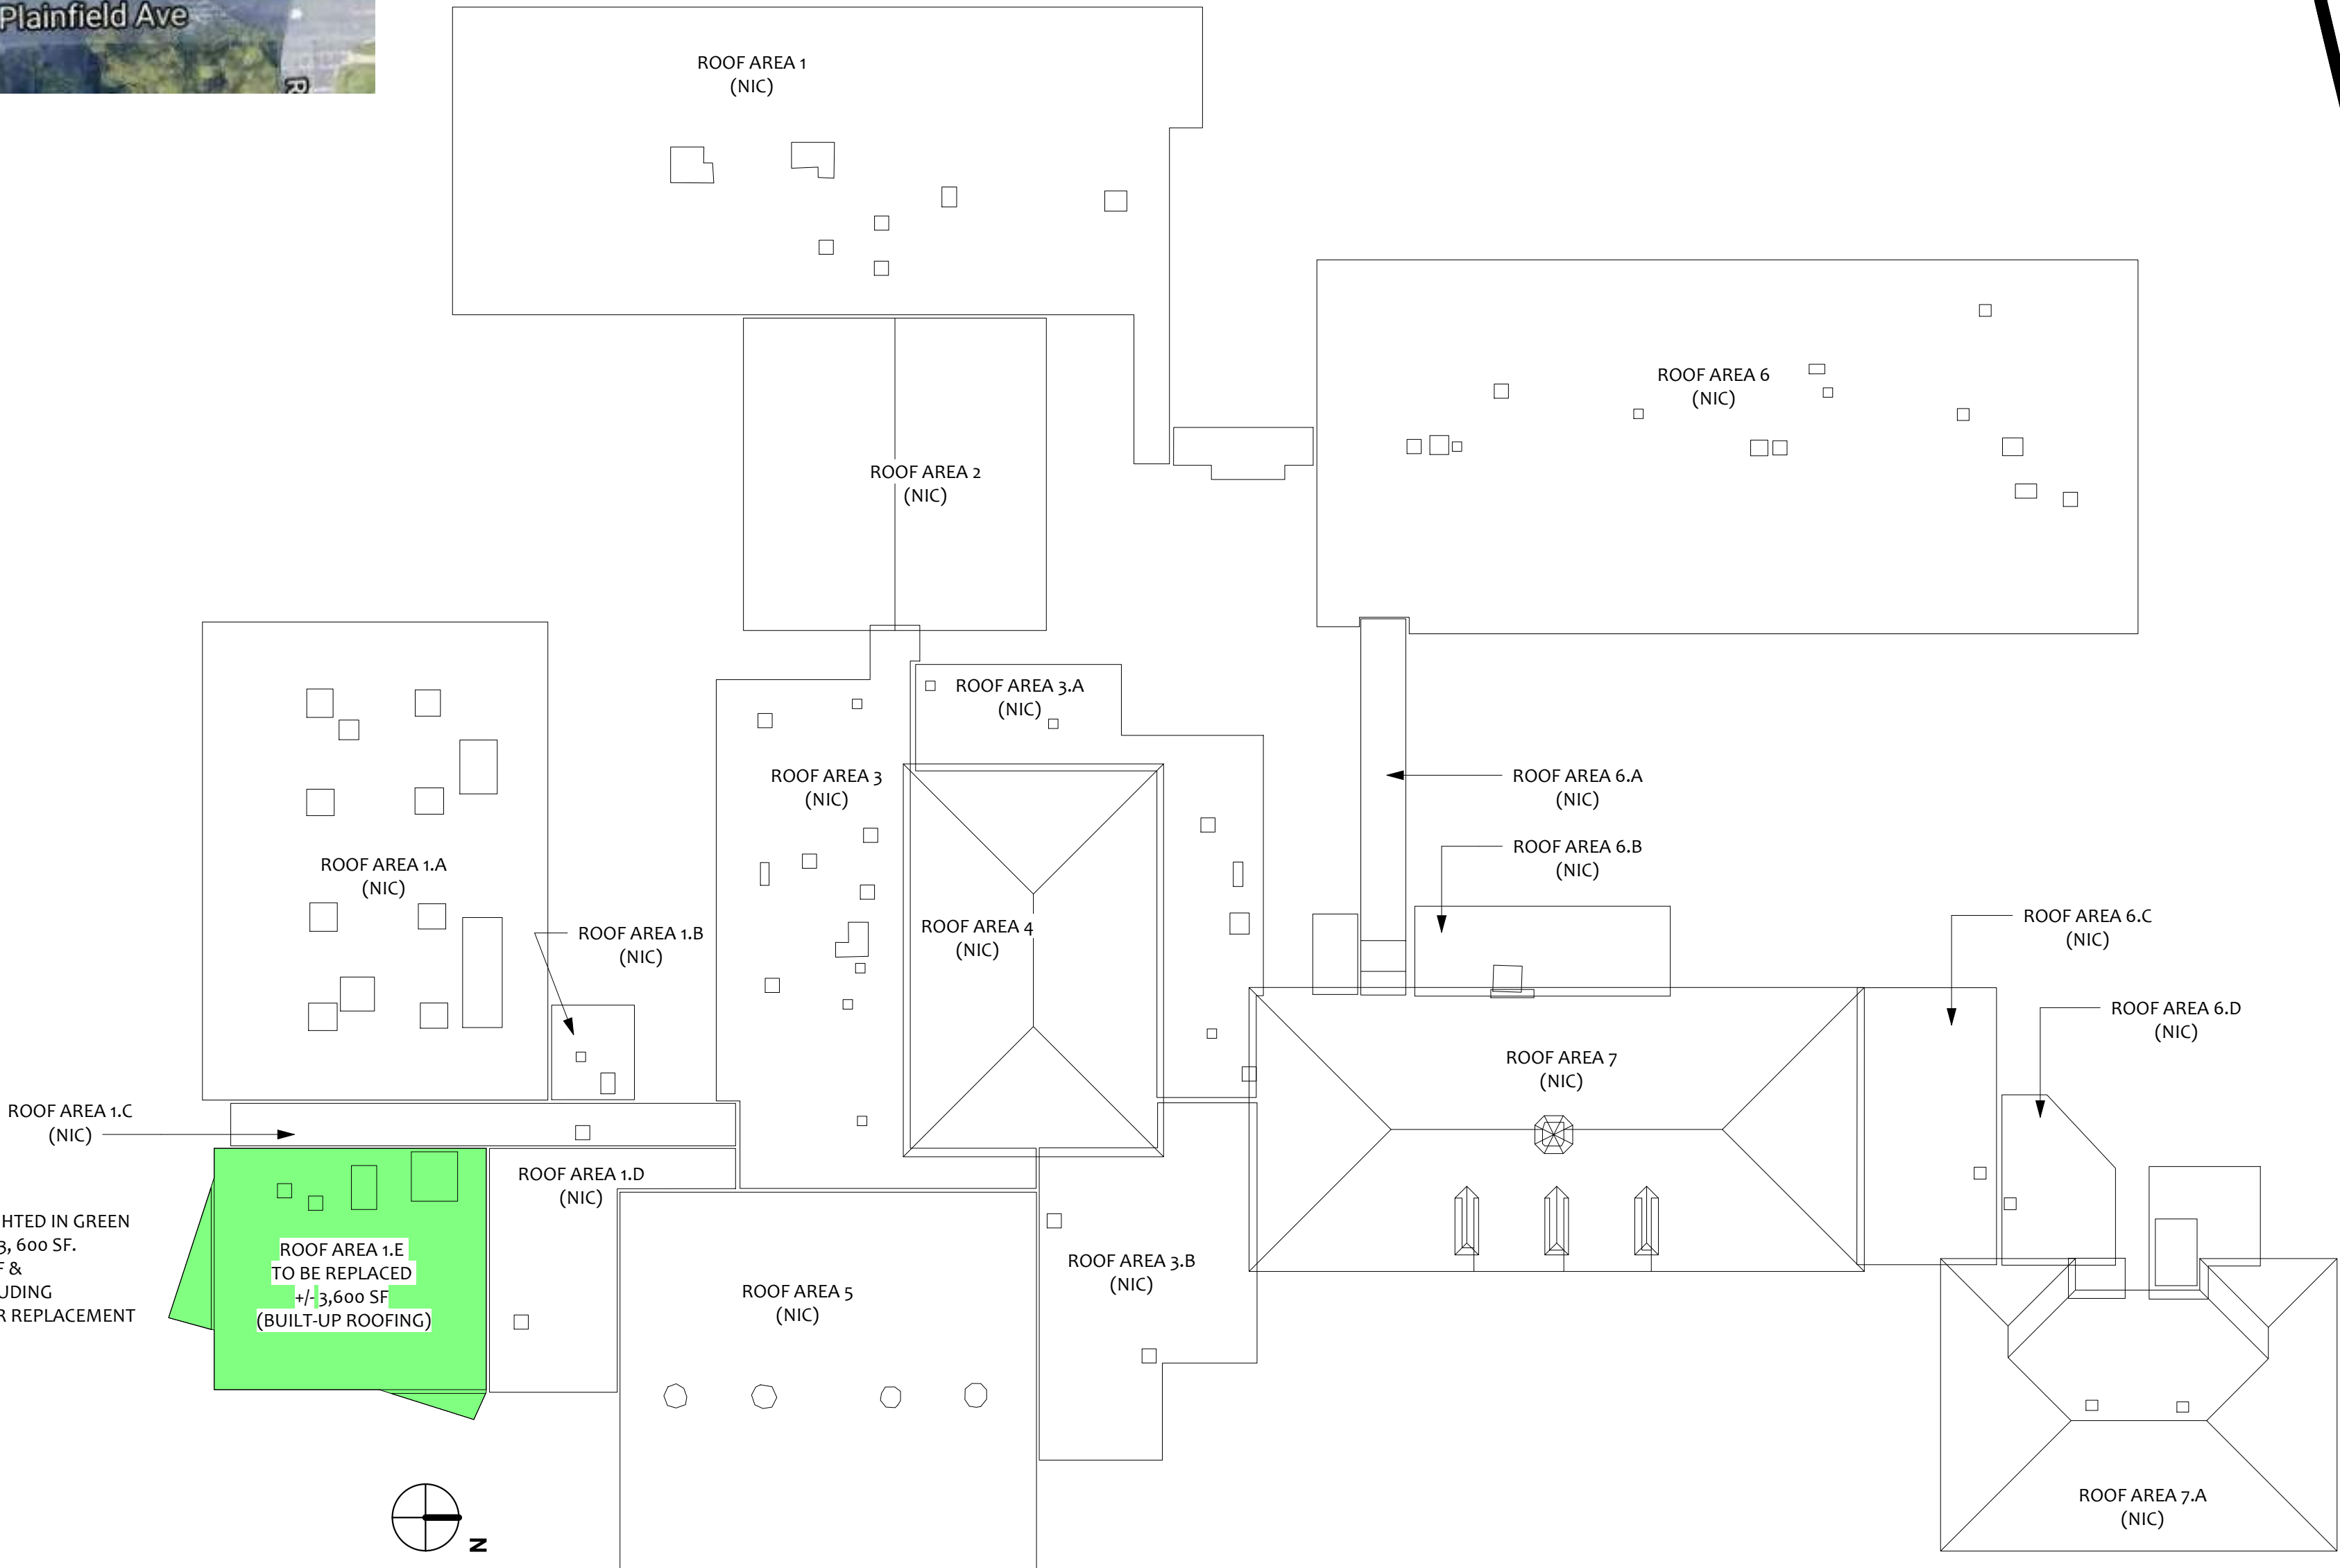 Plainfield Ave
R
ROOF AREA 1
(NIC)
ROOF AREA 6
(NIC)
ROOF AREA 2
(NIC)
ROOF AREA 3.A
(NIC)
ROOF AREA 3
(NIC)
ROOF AREA 6.A
(NIC)
ROOF AREA 6.B
(NIC)
ROOF AREA 1.A
(NIC)
ROOF AREA 1.B
(NIC)
ROOF AREA 4
(NIC)
ROOF AREA 6.C
(NIC)
ROOF AREA 6.D
(NIC)
ROOF AREA 7
(NIC)
ROOF AREA 1.C
(NIC)
ROOF AREA 1.D
(NIC)
HTED IN GREEN
3, 600 SF.
F &
UDING
R REPLACEMENT
ROOF AREA 1.E
TO BE REPLACED
+/- 3,600 SF
(BUILT-UP ROOFING)
ROOF AREA 5
(NIC)
ROOF AREA 3.B
(NIC)
ROOF AREA 7.A
(NIC)
N